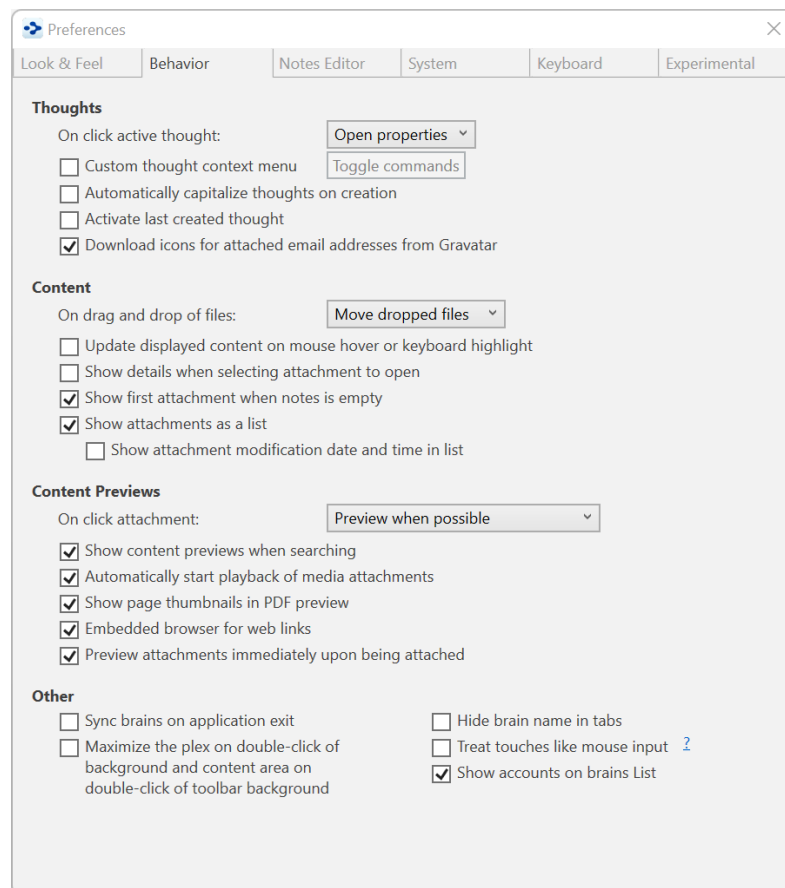 Preferences
Look & Feel Behavior Notes Editor System Keyboard Experimental
Thoughts
On click active thought: Open properties
Custom thought context menu Toggle commands
Automatically capitalize thoughts on creation
Activate last created thought
Download icons for attached email addresses from Gravatar
Content
On drag and drop of files: Move dropped files
Update displayed content on mouse hover or keyboard highlight
Show details when selecting attachment to open
Show first attachment when notes is empty
Show attachments as a list
Show attachment modification date and time in list
Content Previews
On click attachment: Preview when possible
Show content previews when searching
Automatically start playback of media attachments
Show page thumbnails in PDF preview
Embedded browser for web links
Preview attachments immediately upon being attached
Other
Sync brains on application exit
Maximize the plex on double-click of
background and content area on
double-click of toolbar background
Hide brain name in tabs
Treat touches like mouse input ?
Show accounts on brains List